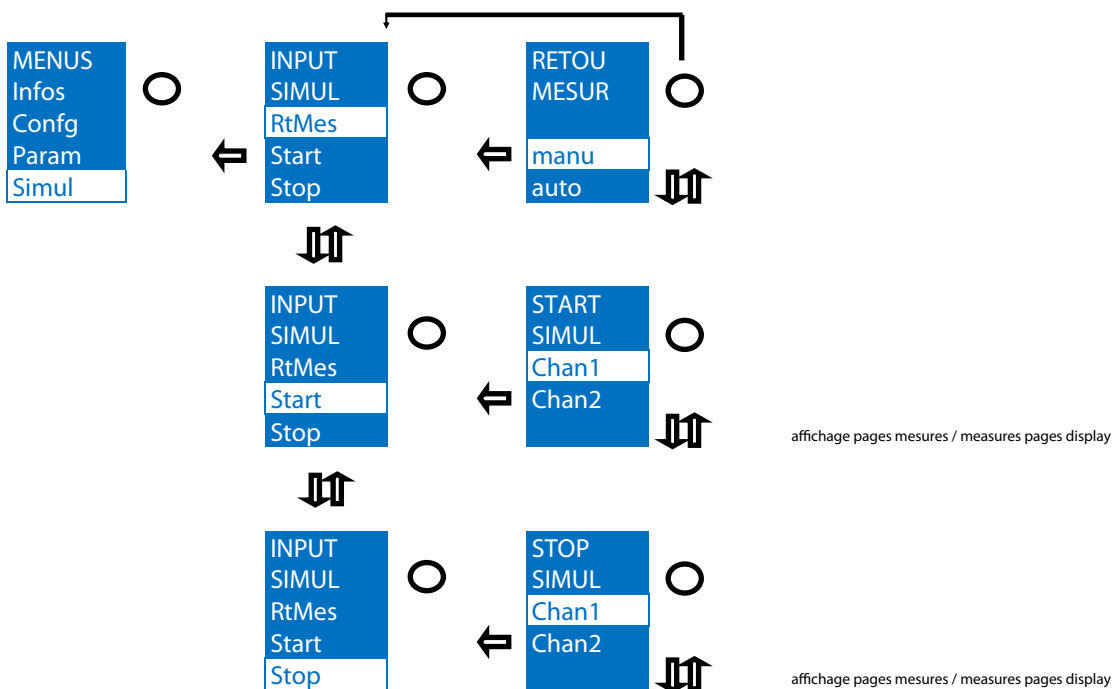 MENUS
Infos
Confg
Param
Simul
INPUT
SIMUL
RtMes
Start
Stop
RETOU
MESUR
manu
auto
INPUT
SIMUL
RtMes
Start
Stop
START
SIMUL
Chan1
Chan2
affichage pages mesures / measures pages display
INPUT
SIMUL
RtMes
Start
Stop
STOP
SIMUL
Chan1
Chan2
affichage pages mesures / measures pages display